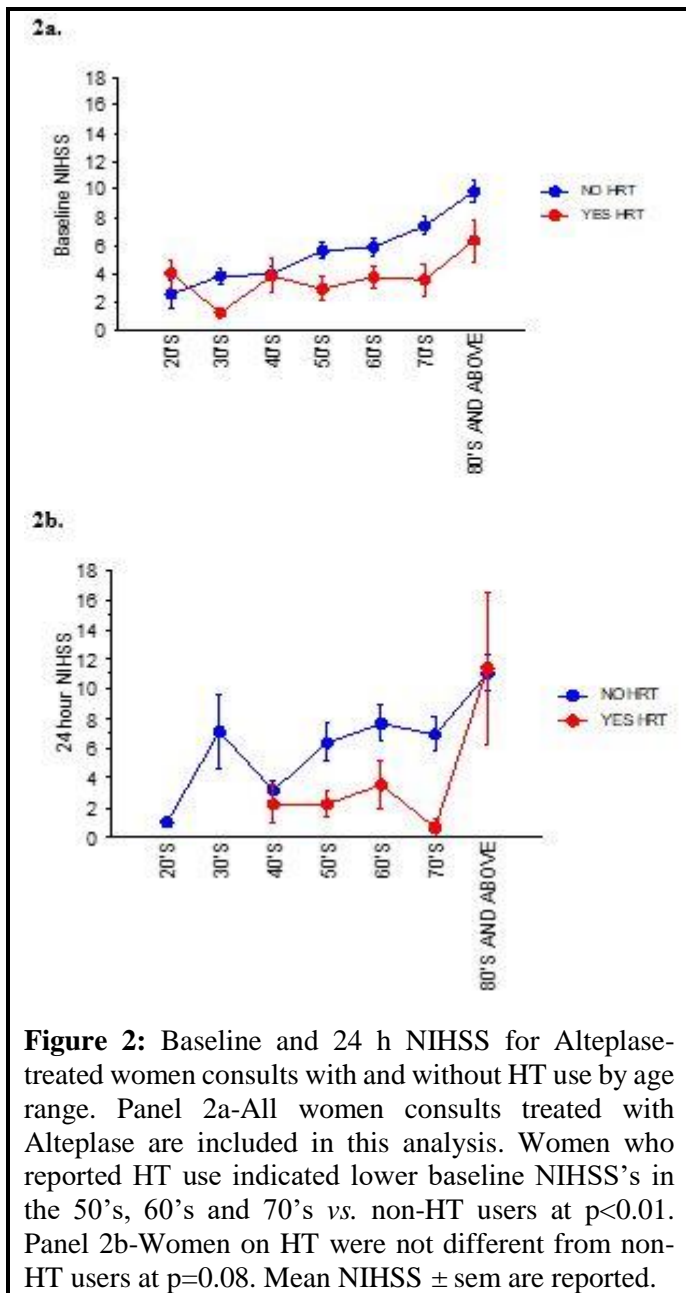 2a.
18
16
14
12
10
8
6
4
2
0
Baseline NIHSS
20'S
30'S
40'S
50'S
60'S
70'S
80'S AND ABOVE
NO HRT
YES HRT
2b.
18
16
14
12
10
8
6
4
2
0
24 hour NIHSS
20'S
30'S
40'S
50'S
60'S
70'S
80'S AND ABOVE
NO HRT
YES HRT
Figure 2: Baseline and 24 h NIHSS for Alteplase-
treated women consults with and without HT use by age
range. Panel 2a-All women consults treated with
Alteplase are included in this analysis. Women who
reported HT use indicated lower baseline NIHSS's in
the 50's, 60's and 70's vs. non-HT users at p<0.01.
Panel 2b-Women on HT were not different from non-
HT users at p=0.08. Mean NIHSS ± sem are reported.